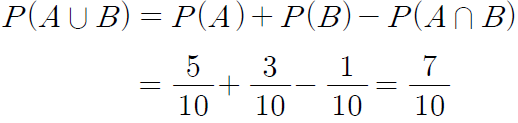 P(A∪B) = P(A) + P(B) − P(A∩B)
= 5/10 + 3/10 − 1/10 = 7/10